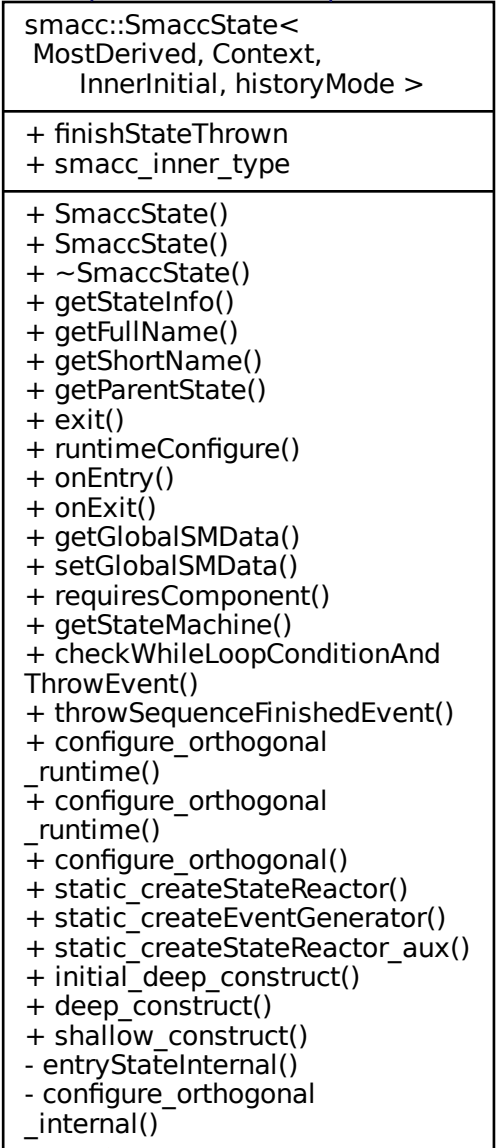 smacc::SmaccState<
MostDerived, Context,
InnerInitial, historyMode >
+ finishStateThrown
+ smacc_inner_type
+ SmaccState()
+ SmaccState()
+ ~SmaccState()
+ getStateInfo()
+ getFullName()
+ getShortName()
+ getParentState()
+ exit()
+ runtimeConfigure()
+ onEntry()
+ onExit()
+ getGlobalSMData()
+ setGlobalSMData()
+ requiresComponent()
+ getStateMachine()
+ checkWhileLoopConditionAnd
ThrowEvent()
+ throwSequenceFinishedEvent()
+ configure_orthogonal
_runtime()
+ configure_orthogonal
_runtime()
+ configure_orthogonal()
+ static_createStateReactor()
+ static_createEventGenerator()
+ static_createStateReactor_aux()
+ initial_deep_construct()
+ deep_construct()
+ shallow_construct()
- entryStateInternal()
- configure_orthogonal
_internal()